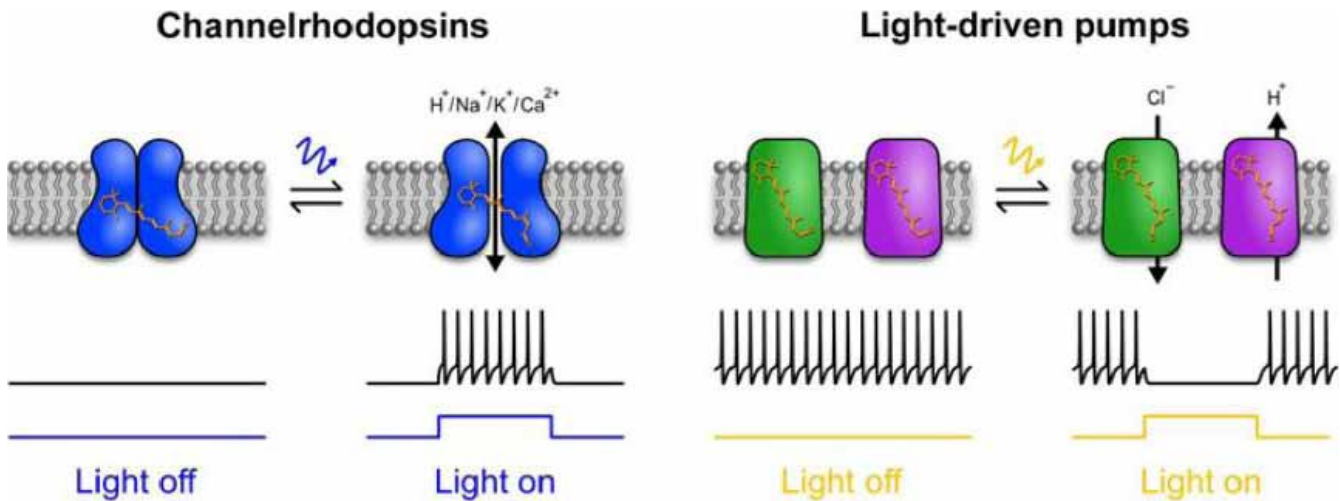 Channelrhodopsins
Light-driven pumps
H⁺/Na⁺/K⁺/Ca²⁺
Cl⁻
H⁺
Light off
Light on
Light off
Light on